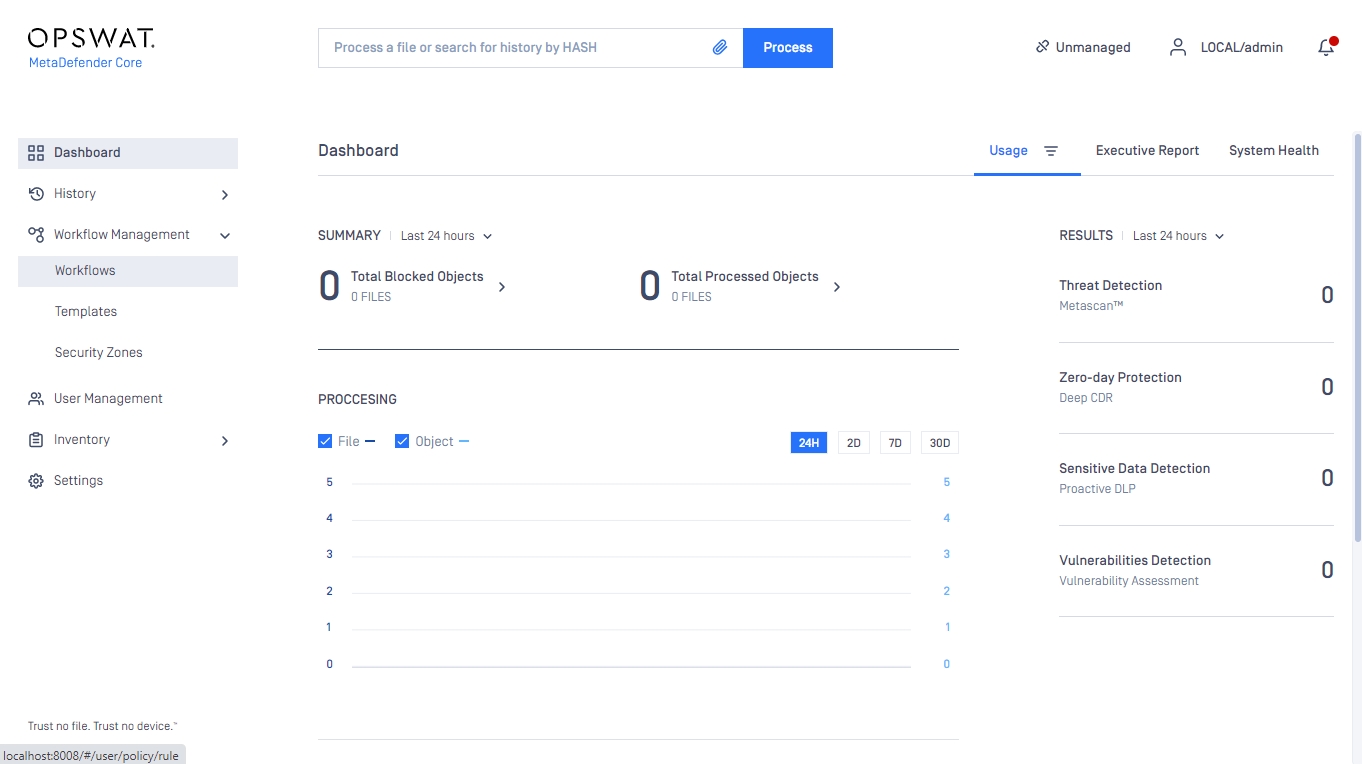 OPSWAT.
MetaDefender Core
Process a file or search for history by HASH
Process
Unmanaged
LOCAL/admin
Dashboard
History
Workflow Management
Workflows
Templates
Security Zones
User Management
Inventory
Settings
Trust no file. Trust no device.™
localhost:8008/#/user/policy/rule
Dashboard
Usage
Executive Report
System Health
SUMMARY
Last 24 hours
0
Total Blocked Objects
0 FILES
0
Total Processed Objects
0 FILES
PROCCESING
File
Object
24H
2D
7D
30D
5 5
4 4
3 3
2 2
1 1
0 0
RESULTS
Last 24 hours
Threat Detection
Metascan™
0
Zero-day Protection
Deep CDR
0
Sensitive Data Detection
Proactive DLP
0
Vulnerabilities Detection
Vulnerability Assessment
0